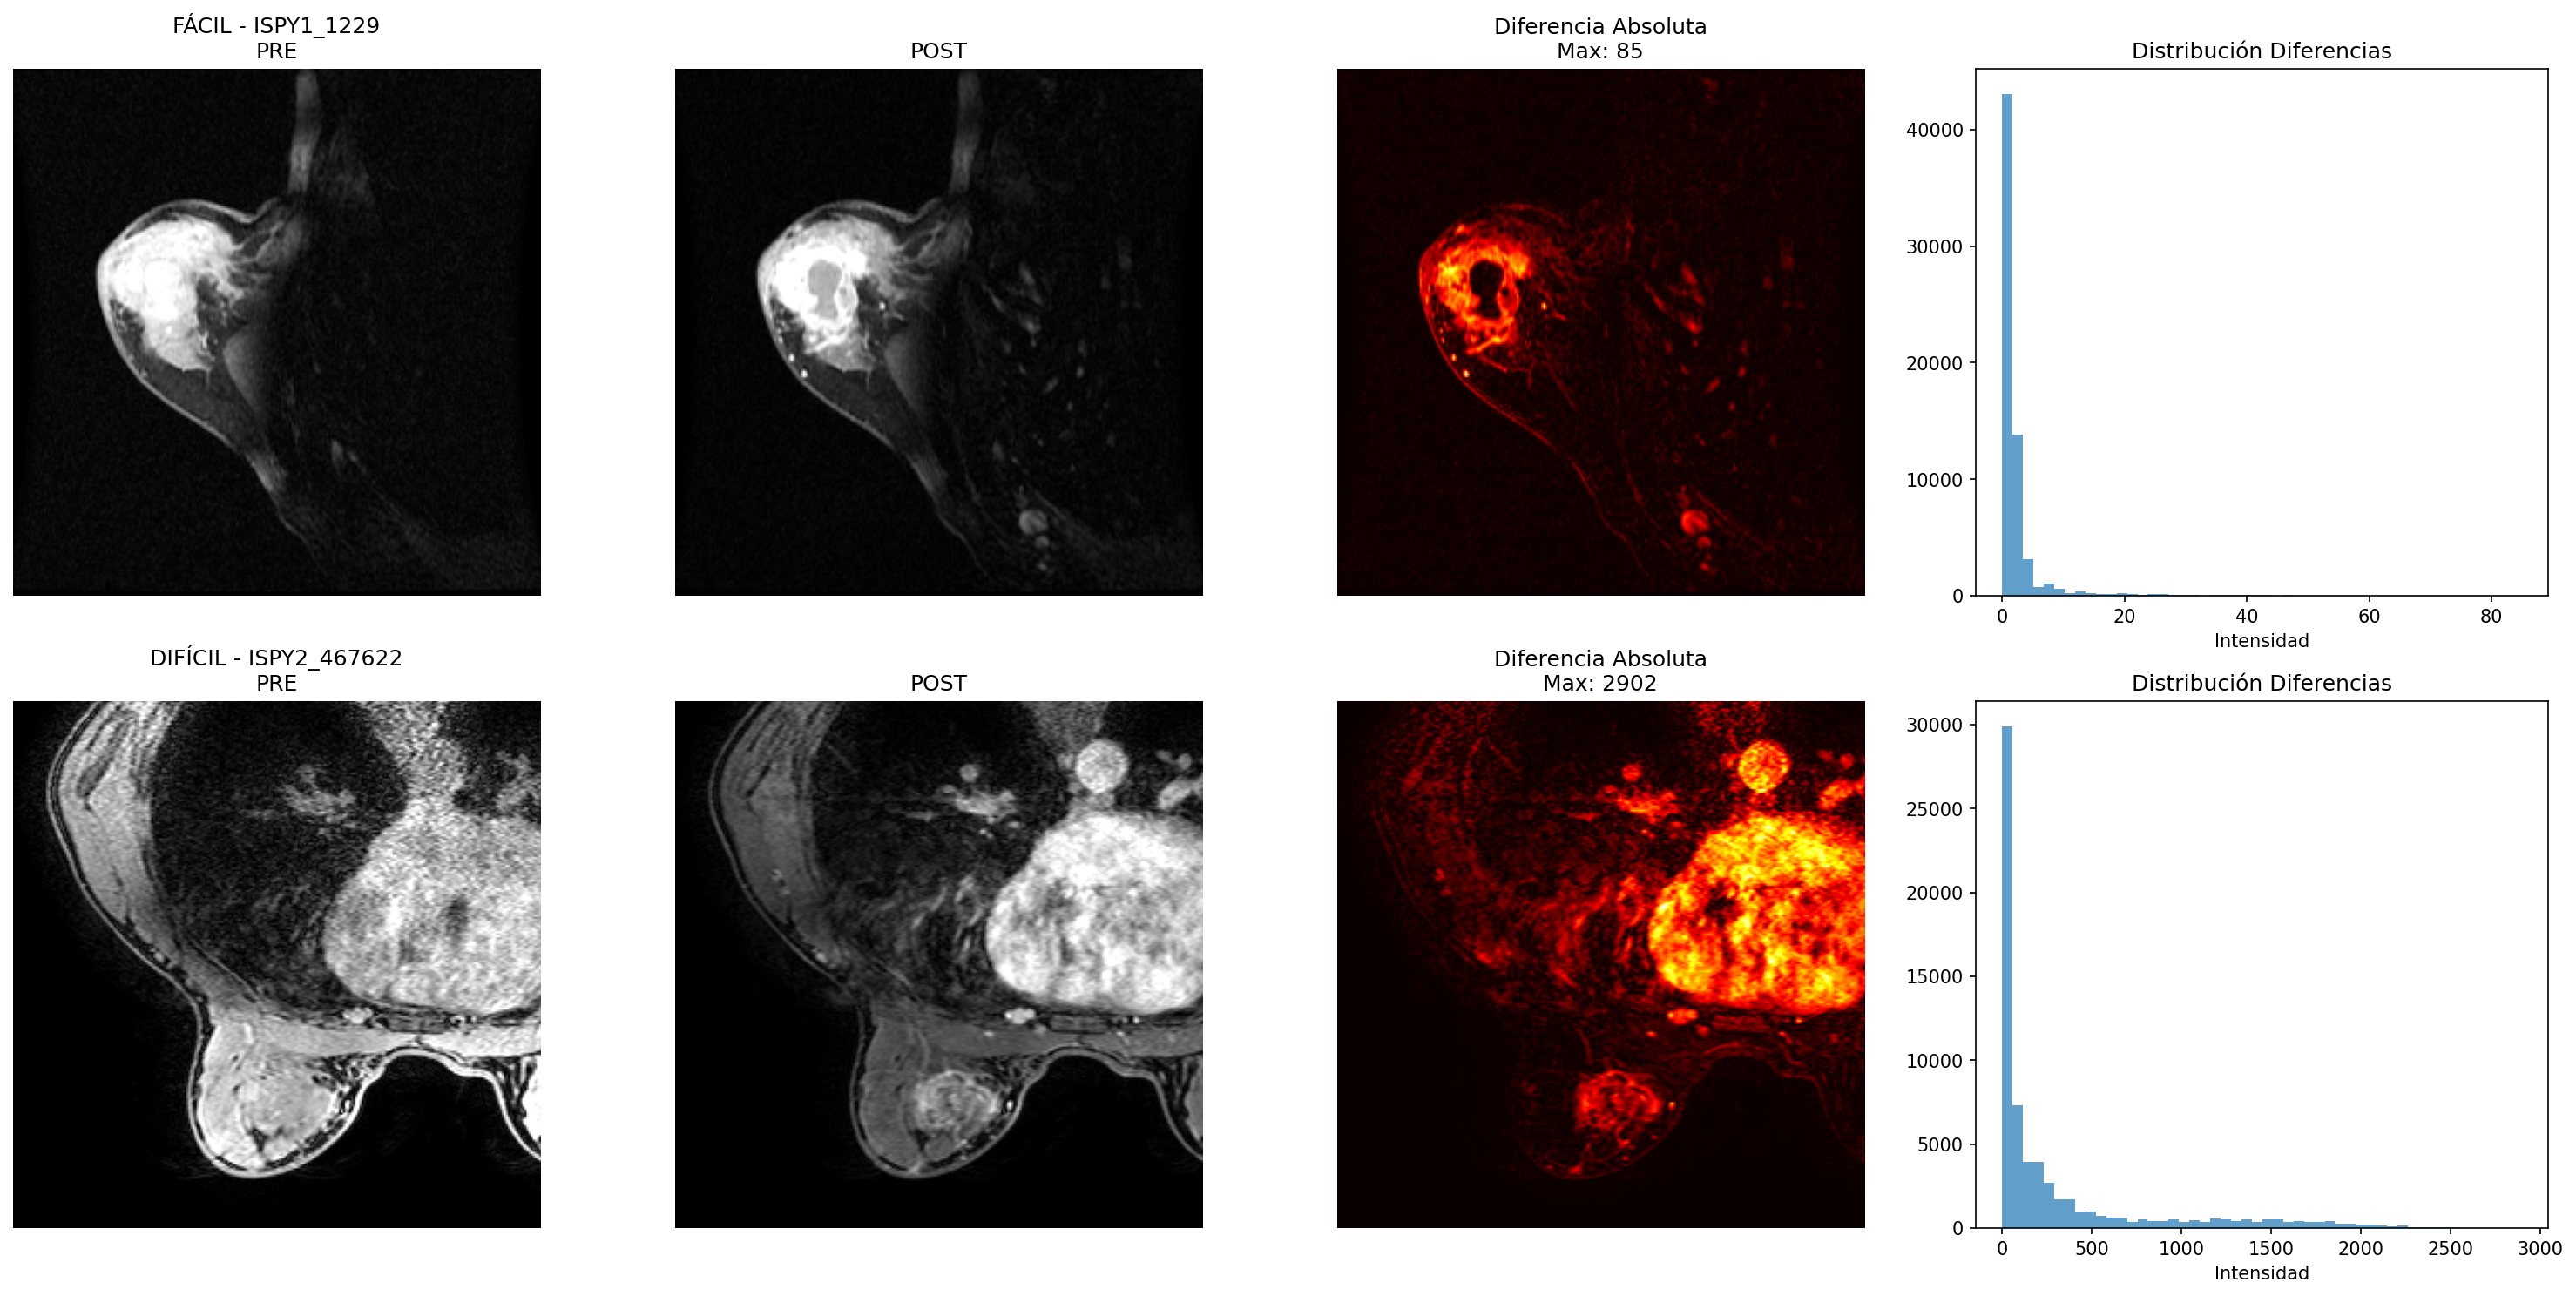 FÁCIL - ISPY1_1229
PRE
POST
Diferencia Absoluta
Max: 85
Distribución Diferencias
40000
30000
20000
10000
0
0 20 40 60 80
Intensidad
DIFÍCIL - ISPY2_467622
PRE
POST
Diferencia Absoluta
Max: 2902
Distribución Diferencias
30000
25000
20000
15000
10000
5000
0
0 500 1000 1500 2000 2500 3000
Intensidad